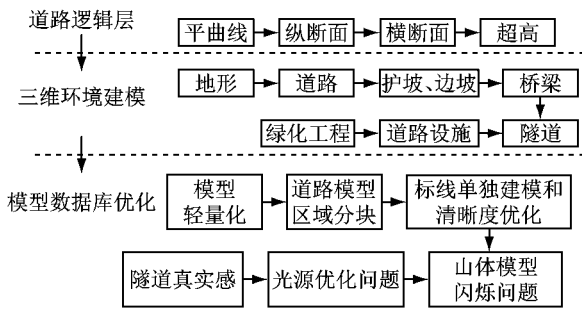 道路逻辑层
平曲线
纵断面
横断面
超高
三维环境建模
地形
道路
护坡、边坡
桥梁
绿化工程
道路设施
隧道
模型数据库优化
模型
轻量化
道路模型
区域分块
标线单独建模和
清晰度优化
隧道真实感
光源优化问题
山体模型
闪烁问题